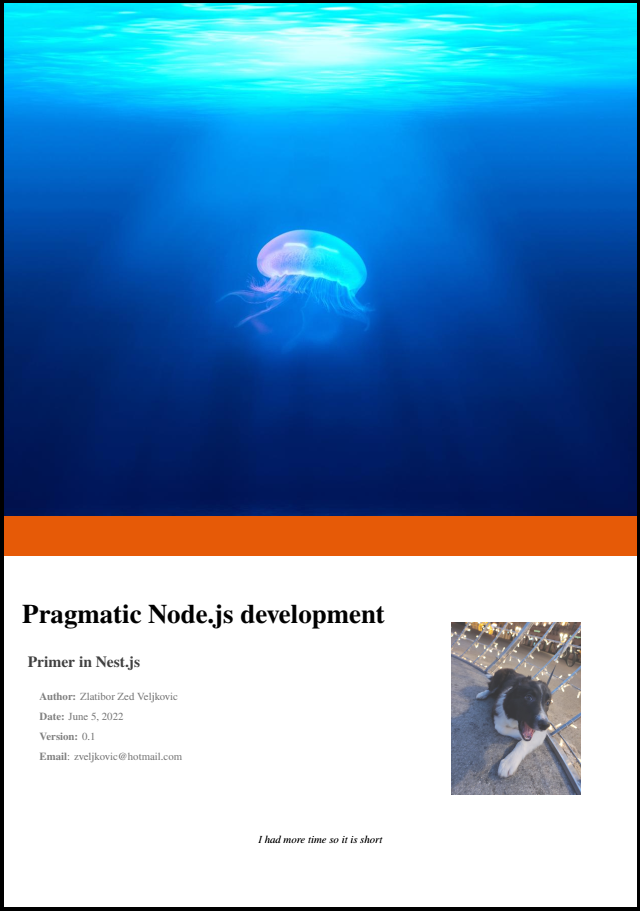 Pragmatic Node.js development
Primer in Nest.js
Author: Zlatibor Zed Veljkovic
Date: June 5, 2022
Version: 0.1
Email: zveljkovic@hotmail.com
I had more time so it is short